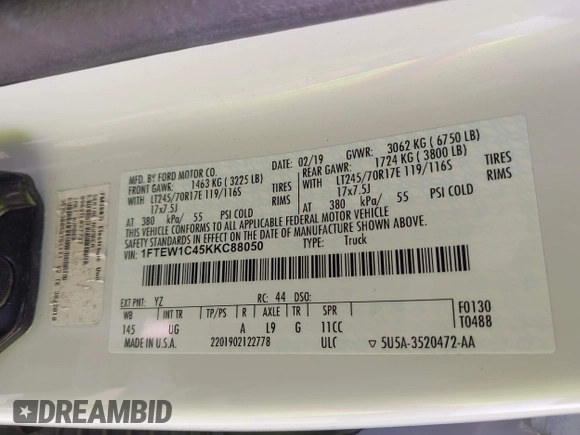 MFD. BY FORD MOTOR CO.
02/19 GVWR: 3062 KG ( 6750 LB)
FRONT GAWR: 1463 KG ( 3225 LB)
REAR GAWR: 1724 KG ( 3800 LB)
WITH LT245/70R17E 119/116S TIRES
WITH LT245/70R17E 119/116S TIRES
17x7.5J RIMS
17x7.5J RIMS
AT 380 kPa/ 55 PSI COLD
AT 380 kPa/ 55 PSI COLD
THIS VEHICLE CONFORMS TO ALL APPLICABLE FEDERAL MOTOR VEHICLE
SAFETY STANDARDS IN EFFECT ON THE DATE OF MANUFACTURE SHOWN ABOVE.
VIN: 1FTEW1C45KKC88050
TYPE: Truck
EXT PNT: YZ RC: 44 DSO:
WB INT TR TP/PS R AXLE TR SPR F0130
145 UG A L9 G 11CC T0488
MADE IN U.S.A. 2201902122778 ULC ▽ 5U5A-3520472-AA
DREAMBID